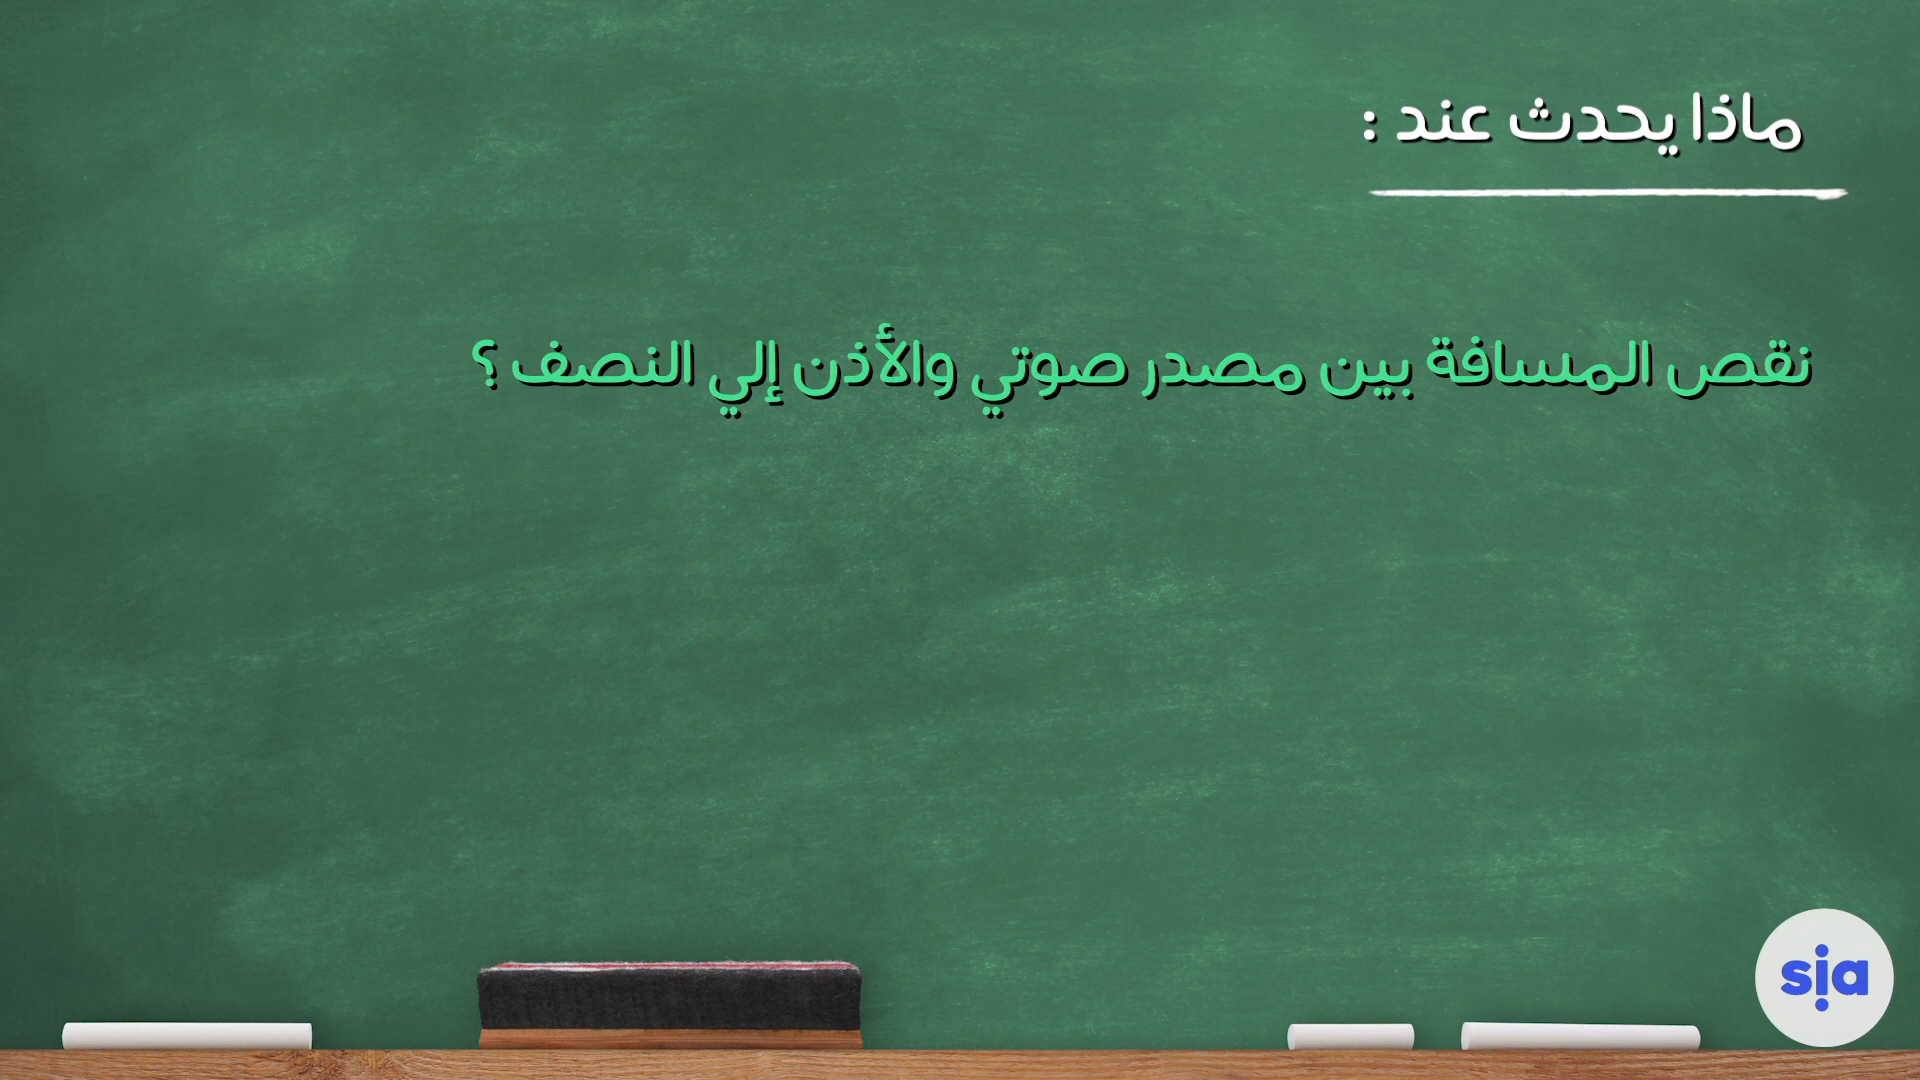 ماذا يحدث عند :
نقص المسافة بين مصدر صوتي والأذن إلي النصف ؟
sia